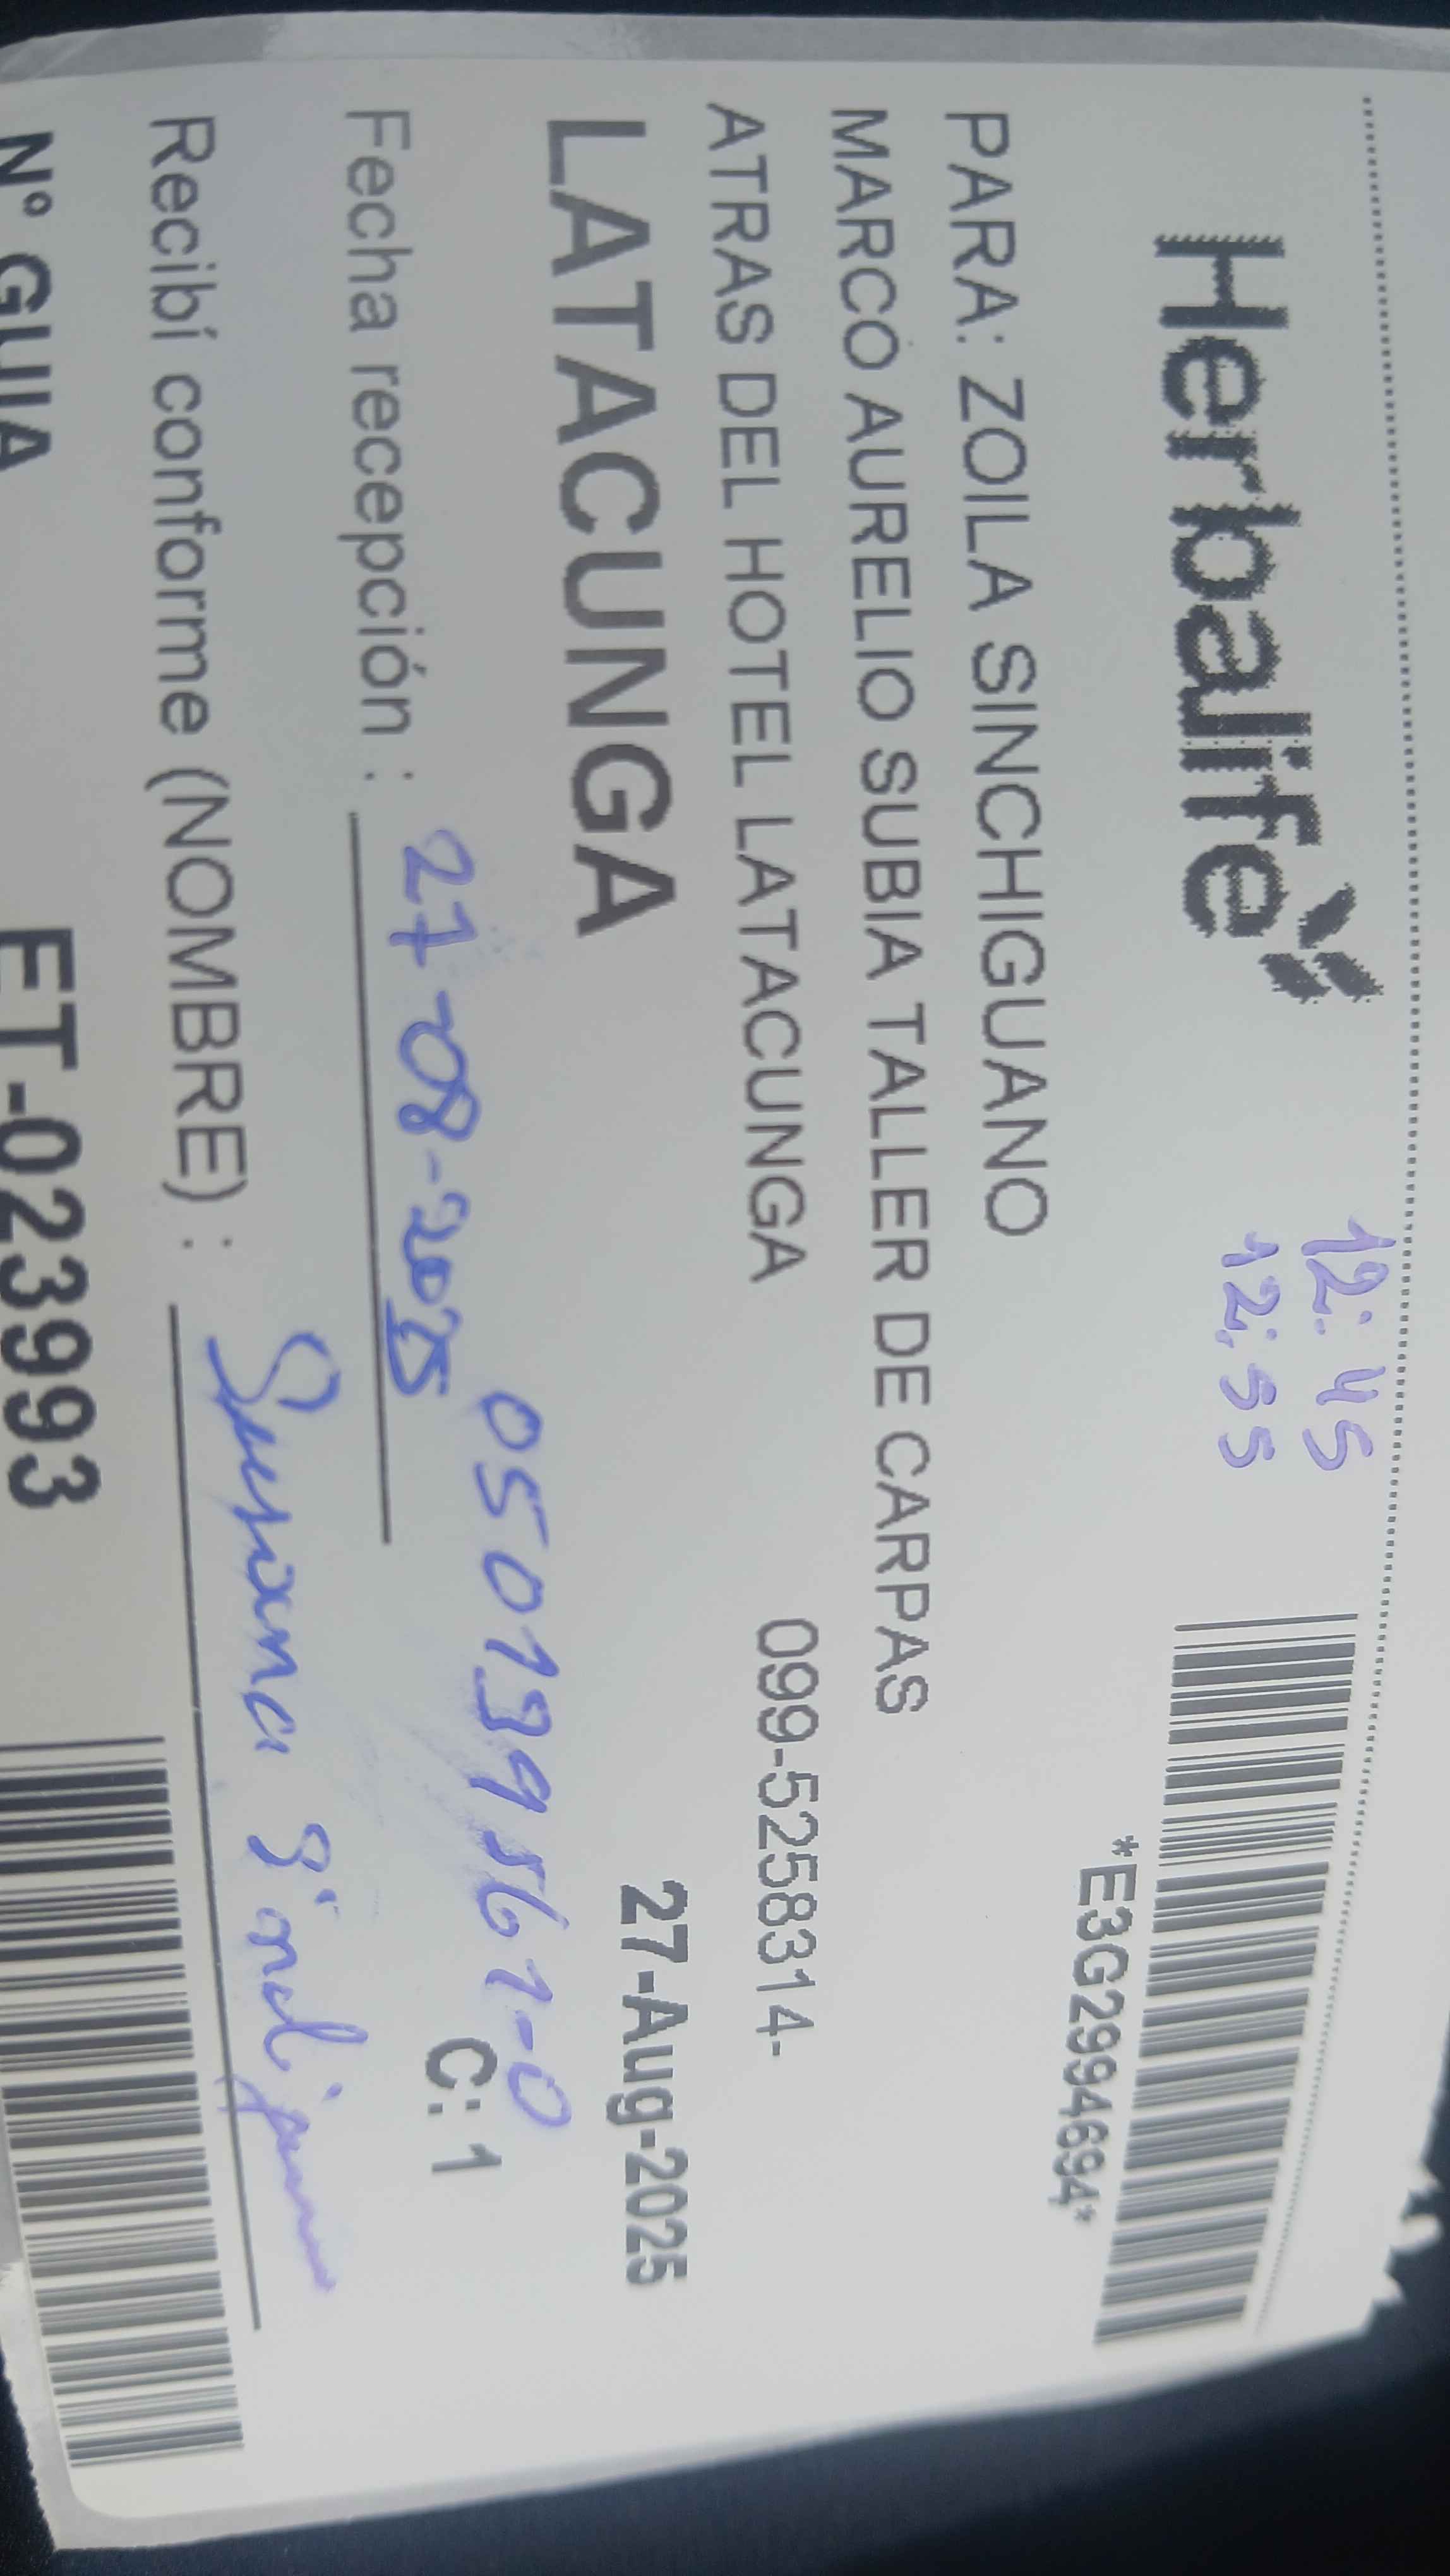 Herbalife
12:45
12:55
*E3G2994694*
PARA: ZOILA SINCHIGUANO
MARCO AURELIO SUBIA TALLER DE CARPAS
ATRAS DEL HOTEL LATACUNGA 099-5258314-
LATACUNGA 27-Aug-2025
050139561-0
Fecha recepción : 27-08-2025 C: 1
Recibí conforme (NOMBRE) : Susana
N° GUIA ET-023993